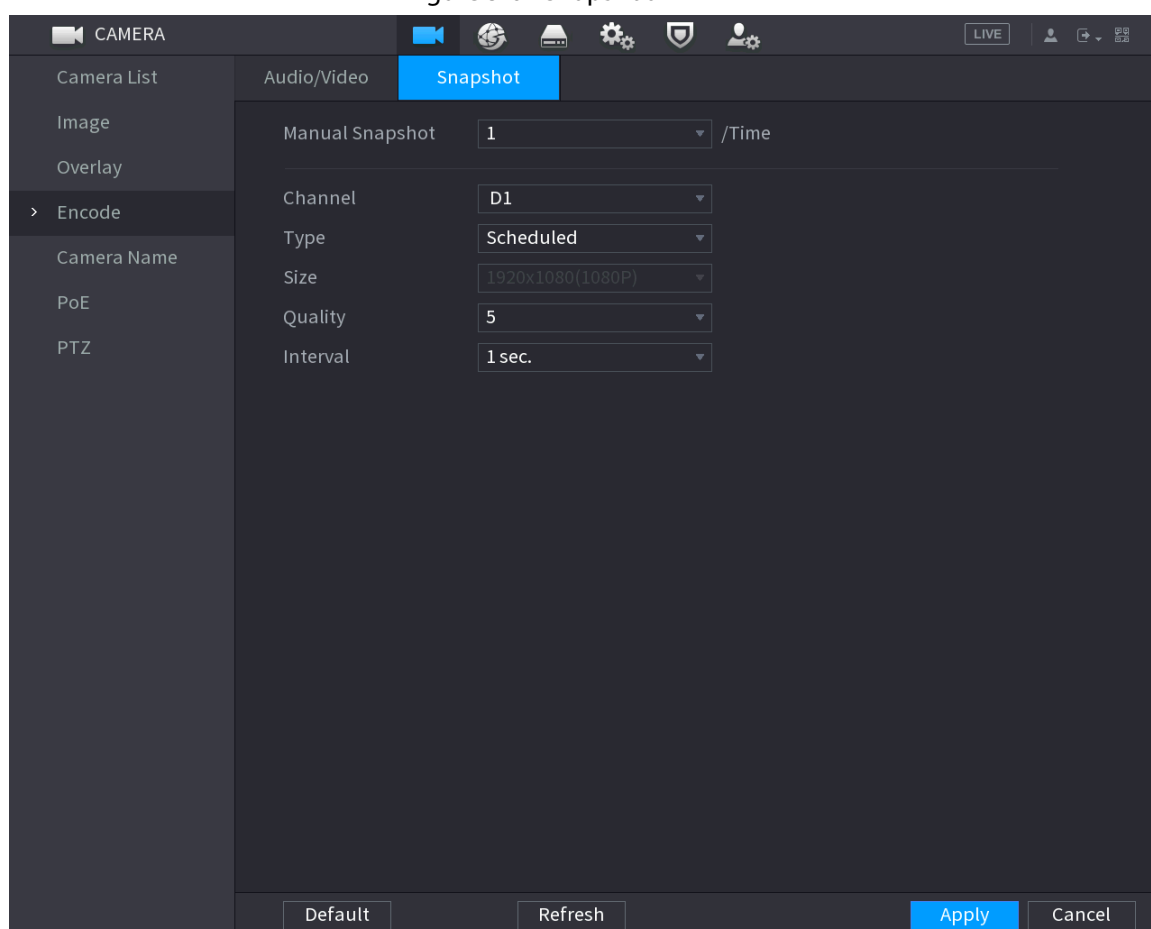 CAMERA LIVE
Camera List
Image
Overlay
Encode
Camera Name
PoE
PTZ
Audio/Video Snapshot
Manual Snapshot 1 /Time
Channel D1
Type Scheduled
Size 1920x1080(1080P)
Quality 5
Interval 1 sec.
Default Refresh Apply Cancel